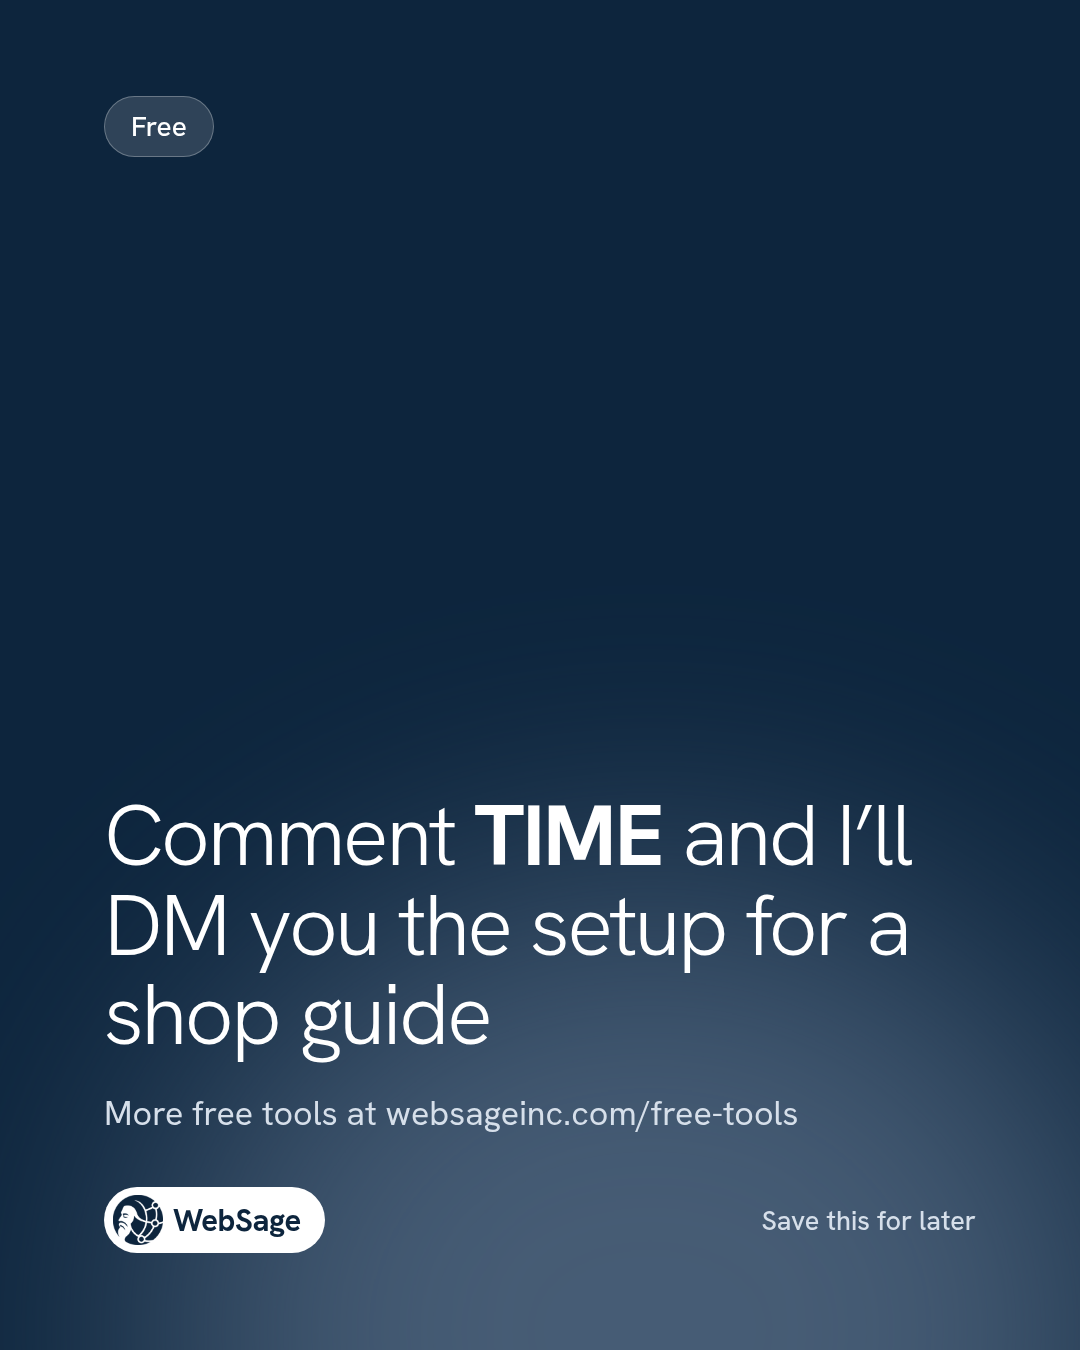 Free
Comment TIME and I’ll
DM you the setup for a
shop guide
More free tools at websageinc.com/free-tools
WebSage
Save this for later